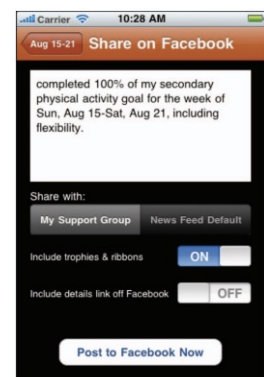 Carrier 10:28 AM
Aug 15-21 Share on Facebook
completed 100% of my secondary
physical activity goal for the week of
Sun, Aug 15-Sat, Aug 21, including
flexibility.
Share with:
My Support Group News Feed Default
Include trophies & ribbons ON
Include details link off Facebook OFF
Post to Facebook Now